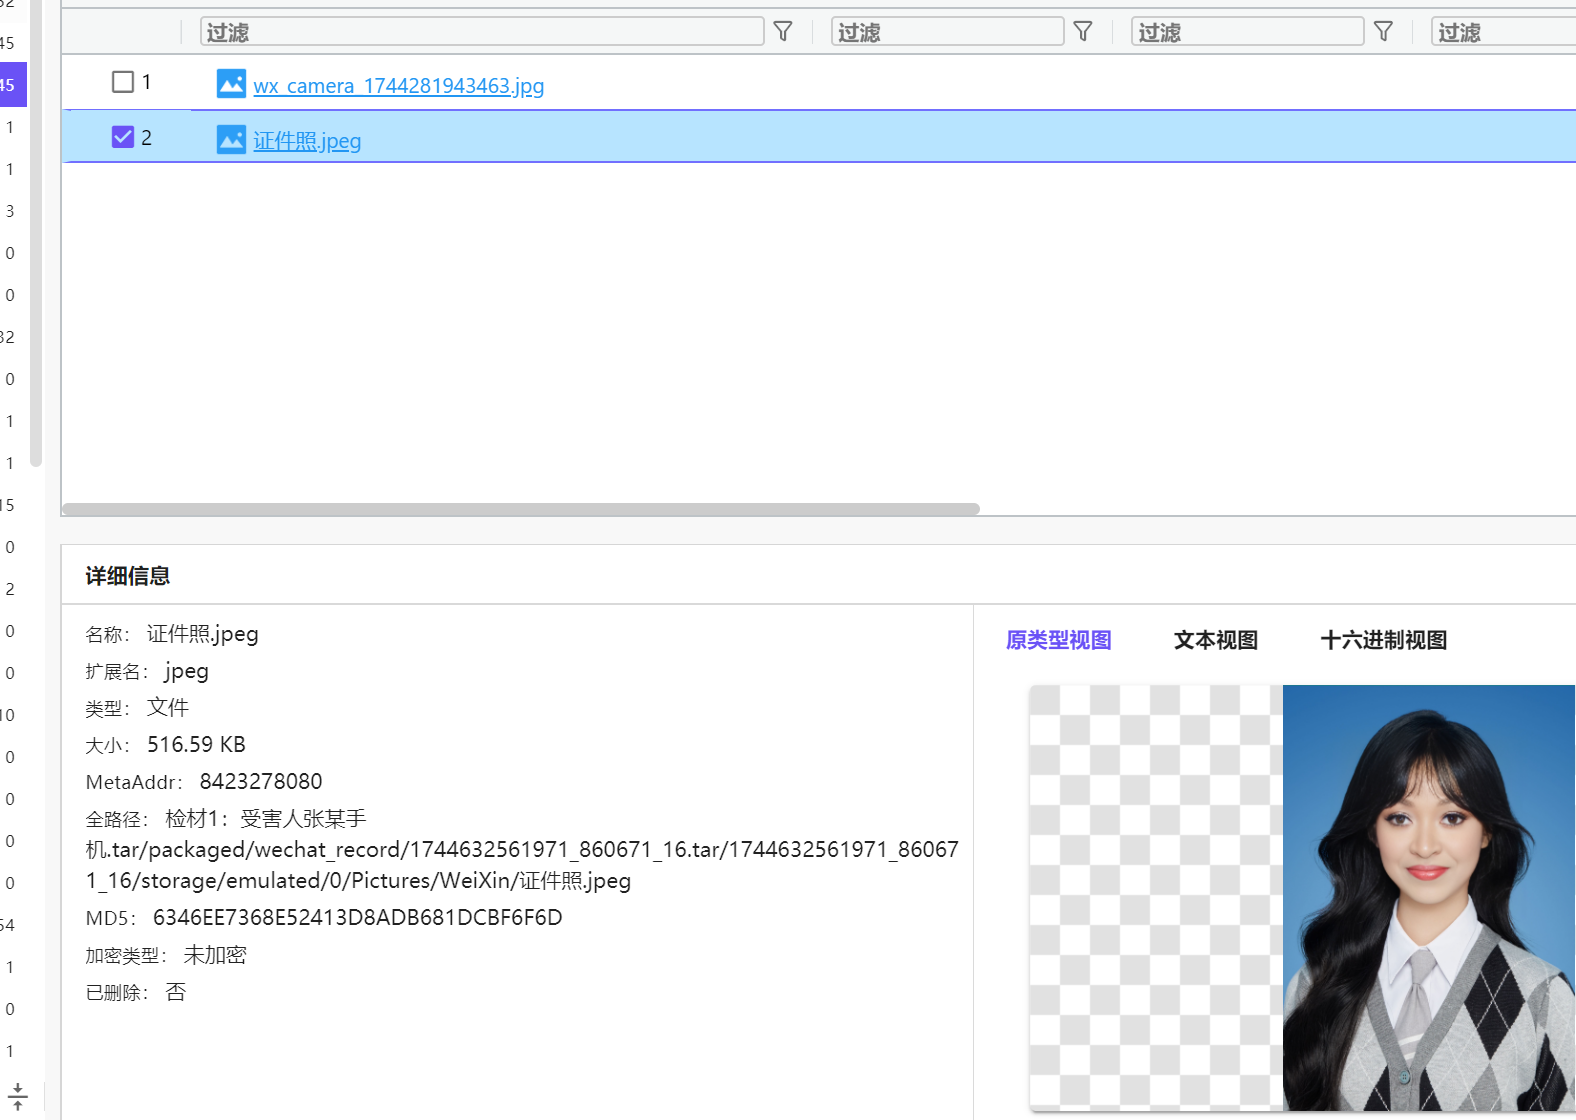 45
过滤
过滤
过滤
过滤
45
1
wx_camera_1744281943463.jpg
1
2
证件照.jpeg
1
3
0
0
32
0
1
1
15
0
详细信息
2
0
名称： 证件照.jpeg
原类型视图
文本视图
十六进制视图
0
扩展名： jpeg
10
类型： 文件
0
大小： 516.59 KB
0
MetaAddr： 8423278080
0
全路径： 检材1：受害人张某手
机.tar/packaged/wechat_record/1744632561971_860671_16.tar/1744632561971_86067
1_16/storage/emulated/0/Pictures/WeiXin/证件照.jpeg
0
54
MD5： 6346EE7368E52413D8ADB681DCBF6F6D
1
加密类型： 未加密
0
已删除： 否
1